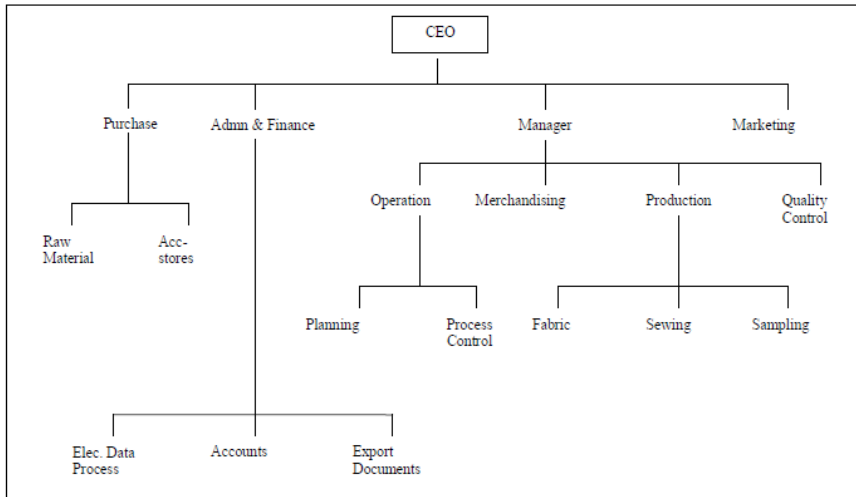 CEO
Purchase
Admn & Finance
Manager
Marketing
Operation
Merchandising
Production
Quality
Control
Raw
Material
Acc-
stores
Planning
Process
Control
Fabric
Sewing
Sampling
Elec. Data
Process
Accounts
Export
Documents